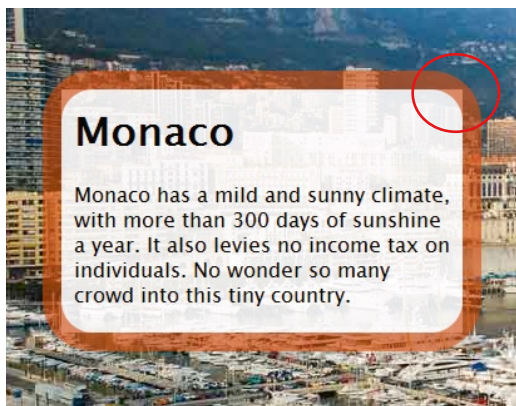 Monaco
Monaco has a mild and sunny climate,
with more than 300 days of sunshine
a year. It also levies no income tax on
individuals. No wonder so many
crowd into this tiny country.